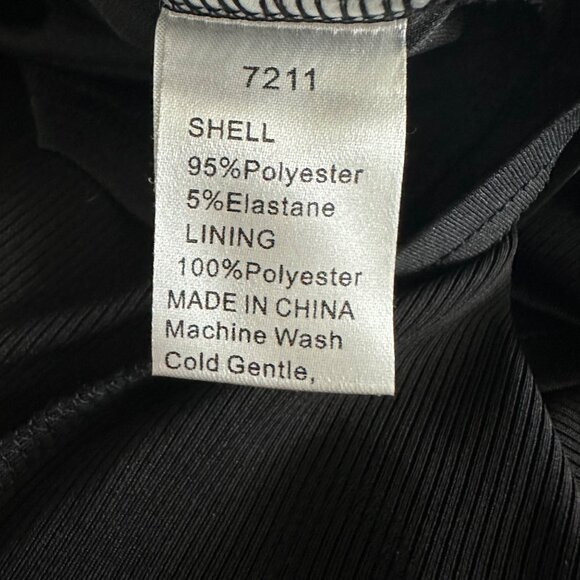 7211
SHELL
95%Polyester
5%Elastane
LINING
100%Polyester
MADE IN CHINA
Machine Wash
Cold Gentle,